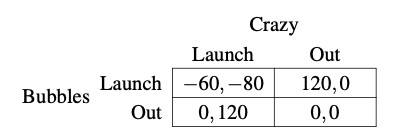 Crazy
Launch Out
Bubbles
Launch −60, −80 120, 0
Out 0, 120 0, 0